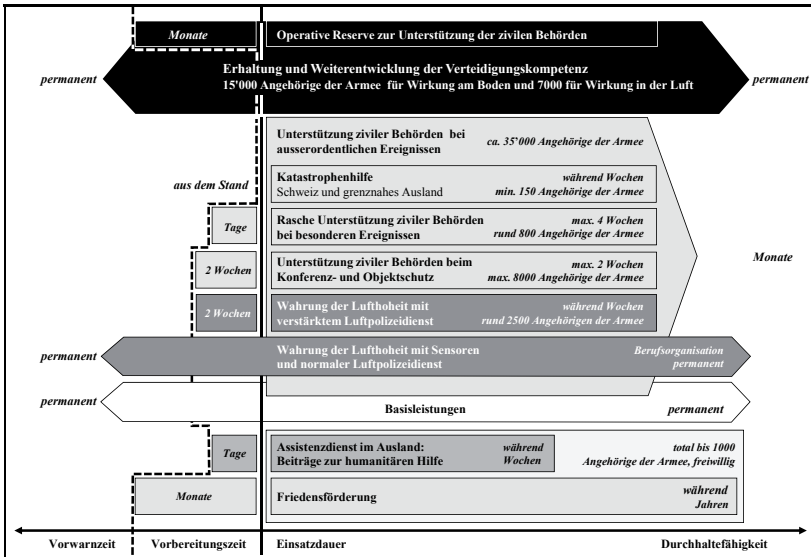 Monate
Operative Reserve zur Unterstützung der zivilen Behörden
permanent
Erhaltung und Weiterentwicklung der Verteidigungskompetenz
15'000 Angehörige der Armee für Wirkung am Boden und 7000 für Wirkung in der Luft
permanent
Unterstützung ziviler Behörden bei
ausserordentlichen Ereignissen
ca. 35’000 Angehörige der Armee
aus dem Stand
Katastrophenhilfe
Schweiz und grenznahes Ausland
während Wochen
min. 150 Angehörige der Armee
Tage
Rasche Unterstützung ziviler Behörden
bei besonderen Ereignissen
max. 4 Wochen
rund 800 Angehörige der Armee
Monate
2 Wochen
Unterstützung ziviler Behörden beim
Konferenz- und Objektschutz
max. 2 Wochen
max. 8000 Angehörige der Armee
2 Wochen
Wahrung der Lufthoheit mit
verstärktem Luftpolizeidienst
während Wochen
rund 2500 Angehörigen der Armee
permanent
Wahrung der Lufthoheit mit Sensoren
und normaler Luftpolizeidienst
Berufsorganisation
permanent
permanent
Basisleistungen
permanent
Tage
Assistenzdienst im Ausland:
Beiträge zur humanitären Hilfe
während
Wochen
total bis 1000
Angehörige der Armee, freiwillig
Monate
Friedensförderung
während
Jahren
Vorwarnzeit
Vorbereitungszeit
Einsatzdauer
Durchhaltefähigkeit